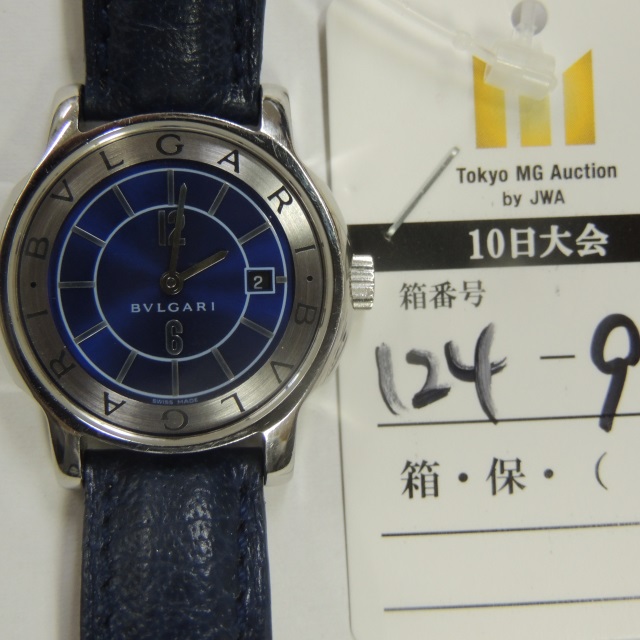 BVLGARI
BVLGARI
12
2
BVLGARI
6
SWISS MADE
Tokyo MG Auction
by JWA
10日大会
箱番号
124-9
箱・保・(